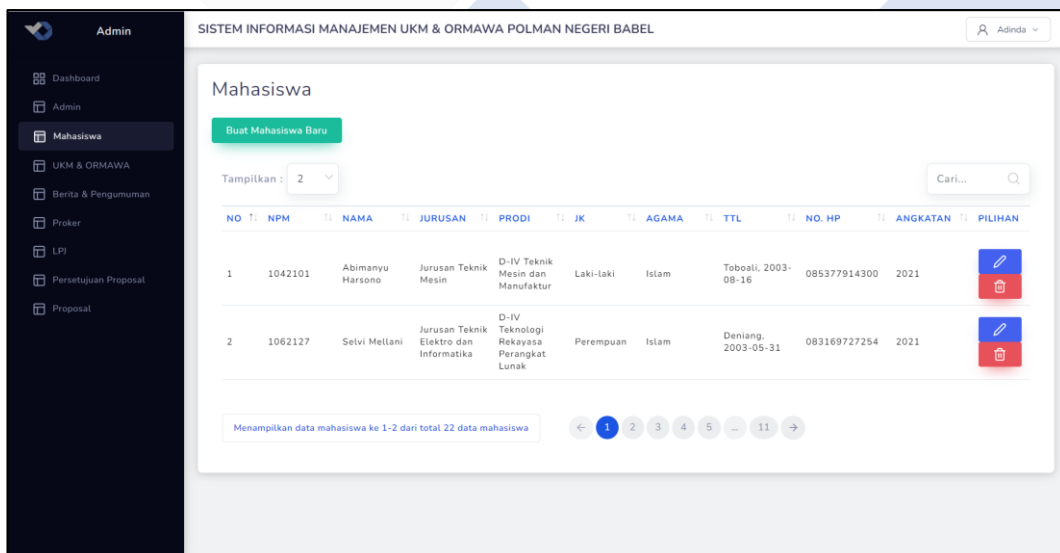 Admin
SISTEM INFORMASI MANAJEMEN UKM & ORMAWA POLMAN NEGERI BABEL
Adinda
Dashboard
Admin
Mahasiswa
UKM & ORMAWA
Berita & Pengumuman
Proker
LPJ
Persetujuan Proposal
Proposal
Mahasiswa
Buat Mahasiswa Baru
Tampilkan : 2
Cari...
NO NPM NAMA JURUSAN PRODI JK AGAMA TTL NO. HP ANGKATAN PILIHAN
1 1042101 Abimanyu Harsono Jurusan Teknik Mesin D-IV Teknik Mesin dan Manufaktur Laki-laki Islam Toboali, 2003-08-16 085377914300 2021
2 1062127 Selvi Mellani Jurusan Teknik Elektro dan Informatika D-IV Teknologi Rekayasa Perangkat Lunak Perempuan Islam Deniang, 2003-05-31 083169727254 2021
Menampilkan data mahasiswa ke 1-2 dari total 22 data mahasiswa
← 1 2 3 4 5 ... 11 →